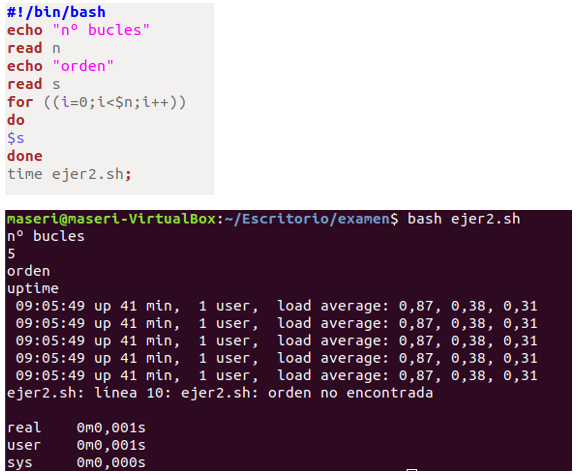 #!/bin/bash
echo "nº bucles"
read n
echo "orden"
read s
for ((i=0;i<$n;i++))
do
$s
done
time ejer2.sh;
maseri@maseri-VirtualBox:~/Escritorio/examen$ bash ejer2.sh
nº bucles
5
orden
uptime
 09:05:49 up 41 min,  1 user,  load average: 0,87, 0,38, 0,31
 09:05:49 up 41 min,  1 user,  load average: 0,87, 0,38, 0,31
 09:05:49 up 41 min,  1 user,  load average: 0,87, 0,38, 0,31
 09:05:49 up 41 min,  1 user,  load average: 0,87, 0,38, 0,31
 09:05:49 up 41 min,  1 user,  load average: 0,87, 0,38, 0,31
ejer2.sh: línea 10: ejer2.sh: orden no encontrada
real    0m0,001s
user    0m0,001s
sys     0m0,000s